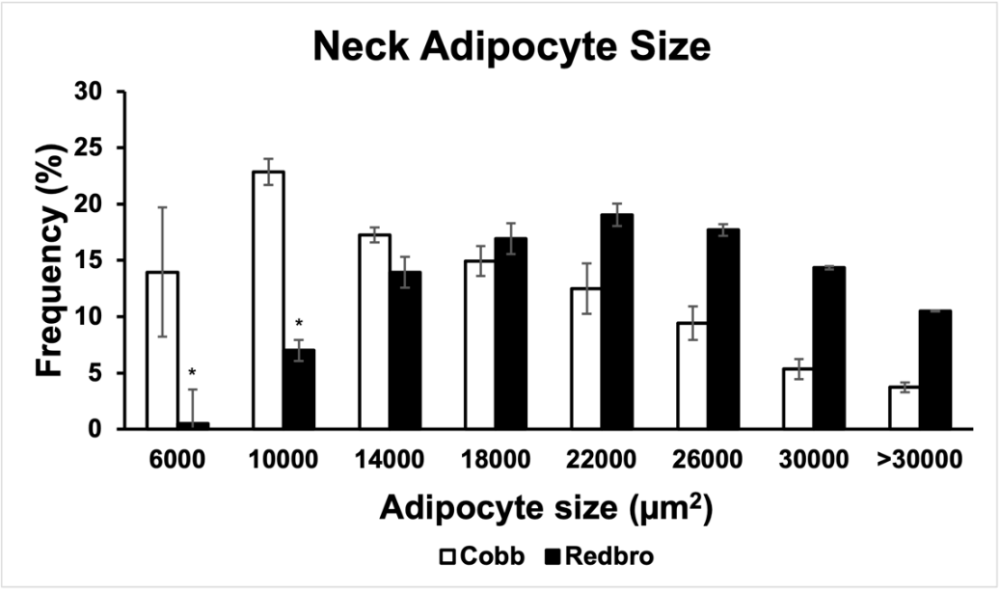 Neck Adipocyte Size
Frequency (%)
30
25
20
15
10
5
0
*
*
6000 10000 14000 18000 22000 26000 30000 >30000
Adipocyte size (µm²)
Cobb Redbro